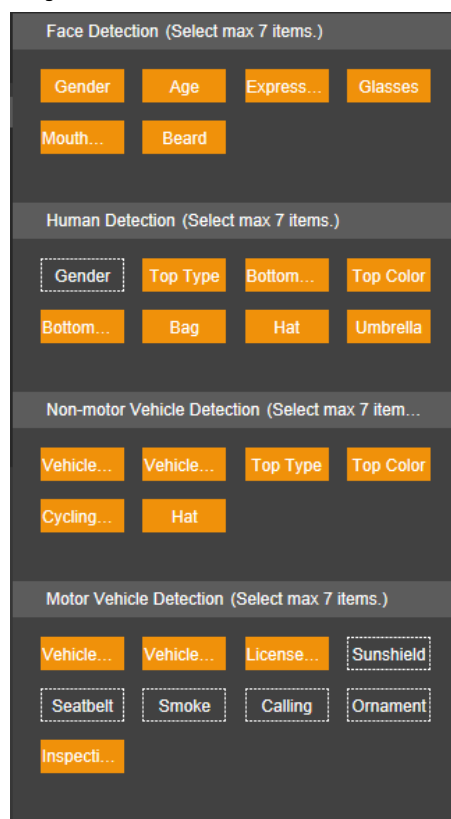 Face Detection (Select max 7 items.)
Gender Age Express... Glasses
Mouth... Beard
Human Detection (Select max 7 items.)
Gender Top Type Bottom... Top Color
Bottom... Bag Hat Umbrella
Non-motor Vehicle Detection (Select max 7 item...
Vehicle... Vehicle... Top Type Top Color
Cycling... Hat
Motor Vehicle Detection (Select max 7 items.)
Vehicle... Vehicle... License... Sunshield
Seatbelt Smoke Calling Ornament
Inspecti...